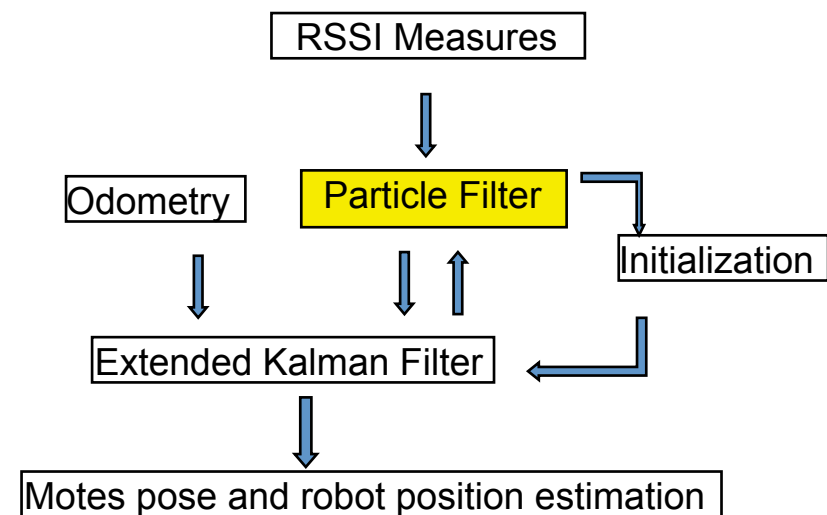 RSSI Measures
Odometry
Particle Filter
Initialization
Extended Kalman Filter
Motes pose and robot position estimation